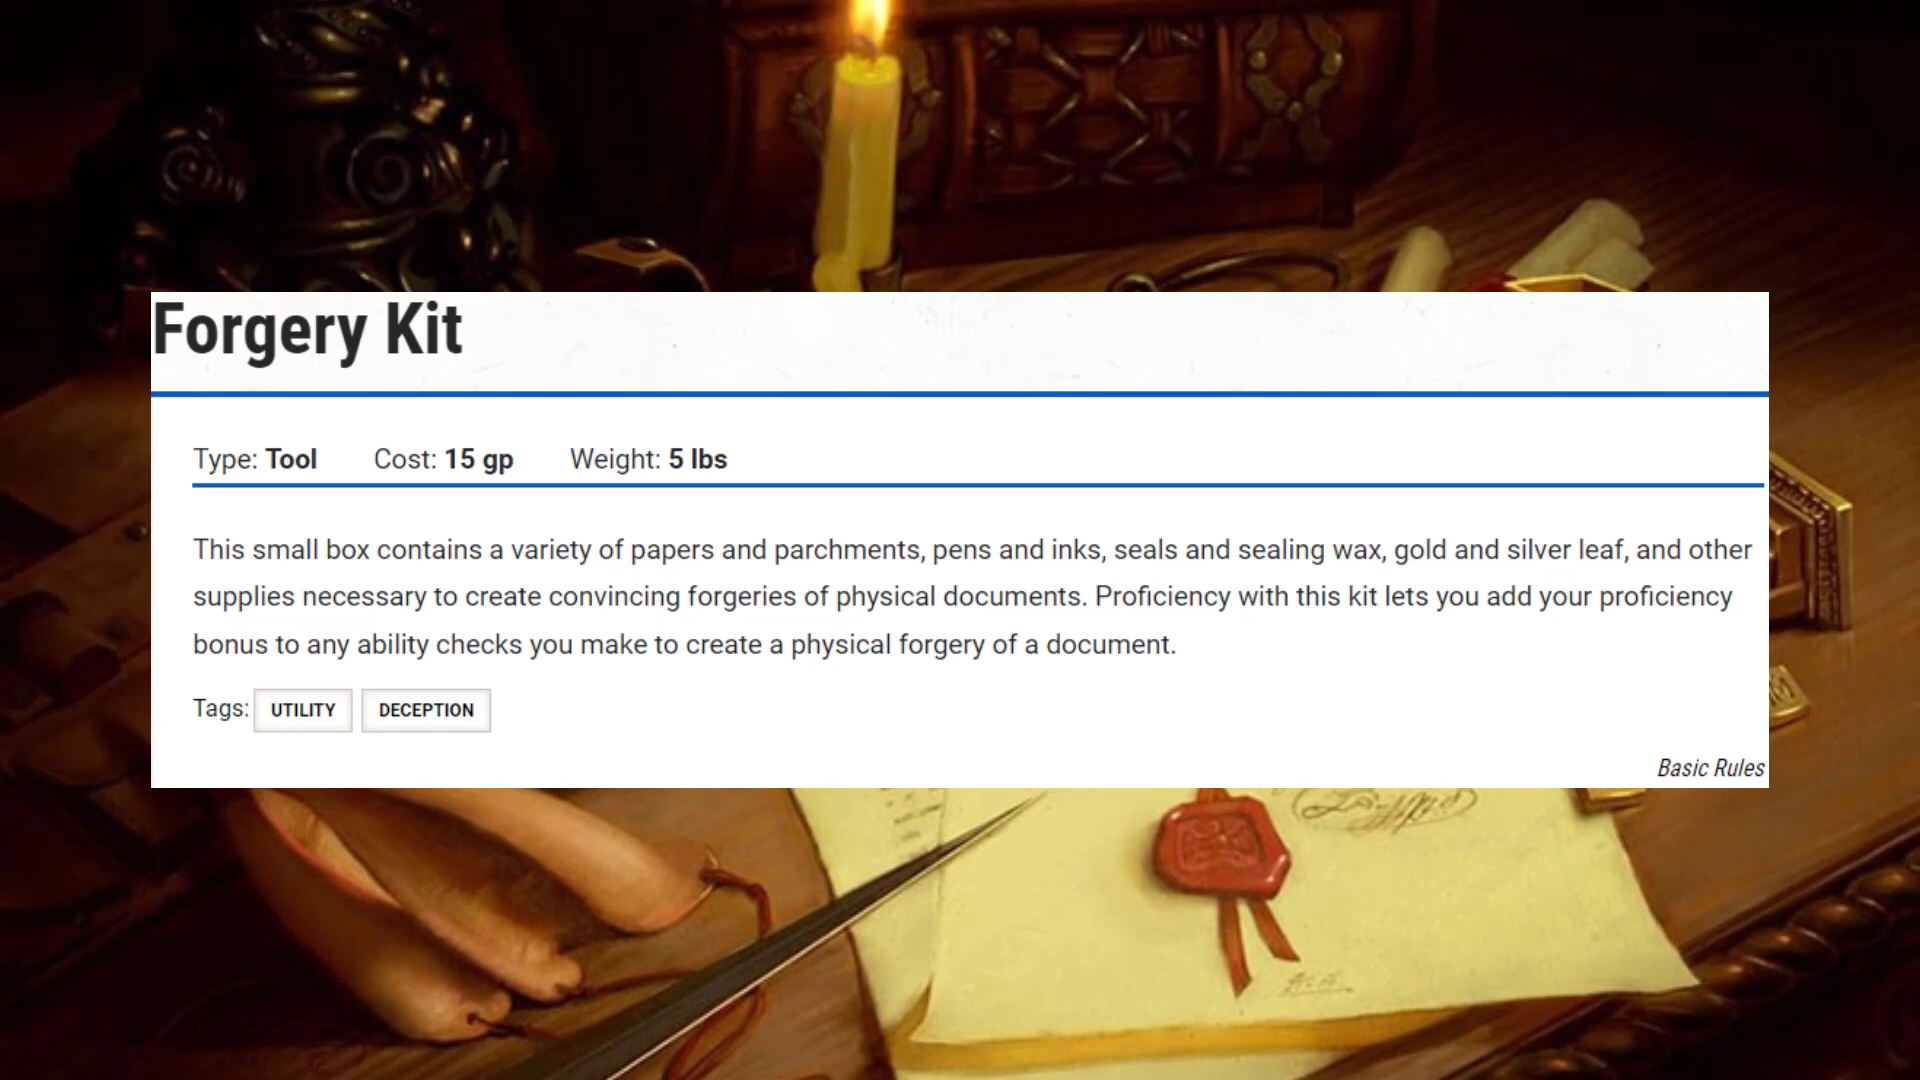 Forgery Kit
Type: Tool Cost: 15 gp Weight: 5 lbs
This small box contains a variety of papers and parchments, pens and inks, seals and sealing wax, gold and silver leaf, and other
supplies necessary to create convincing forgeries of physical documents. Proficiency with this kit lets you add your proficiency
bonus to any ability checks you make to create a physical forgery of a document.
Tags: UTILITY DECEPTION
Basic Rules